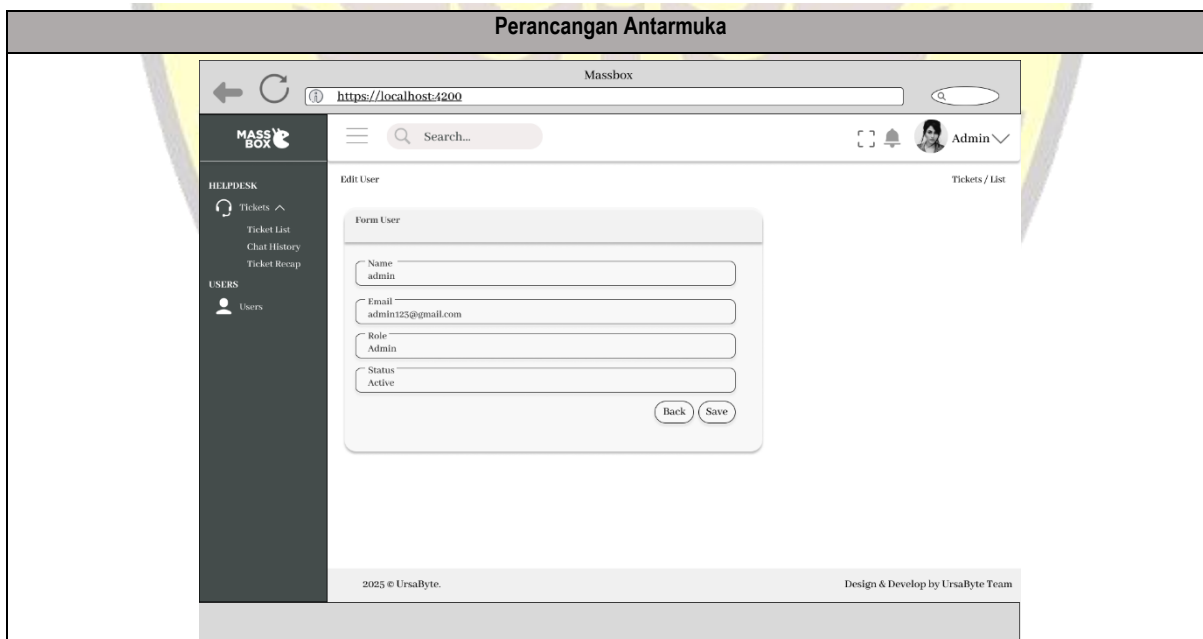 Perancangan Antarmuka
Massbox
https://localhost:4200
MASS
BOX
Search...
Admin
HELPDESK
Tickets
Ticket List
Chat History
Ticket Recap
USERS
Users
Edit User
Tickets / List
Form User
Name
admin
Email
admin123@gmail.com
Role
Admin
Status
Active
Back
Save
2025 © UrsaByte.
Design & Develop by UrsaByte Team